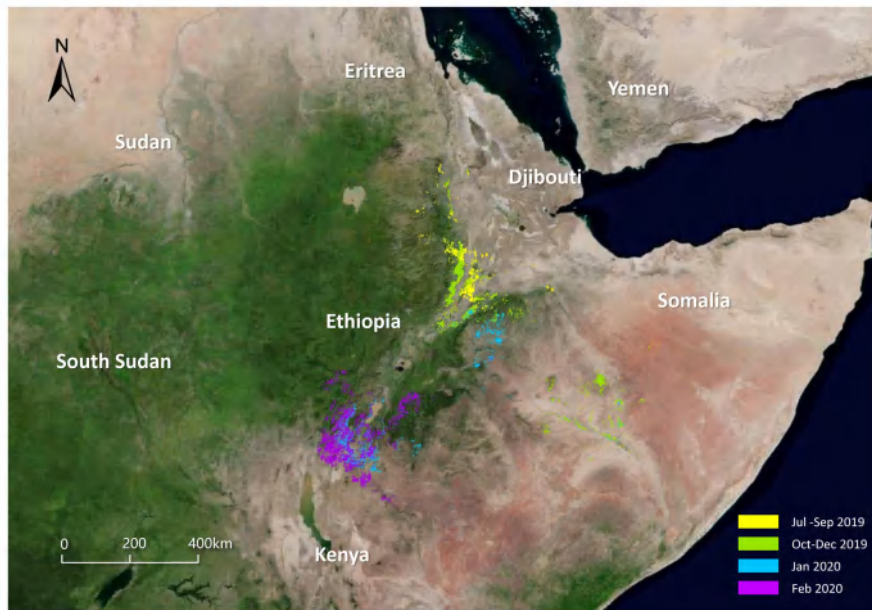 N
Eritrea
Yemen
Sudan
Djibouti
Somalia
Ethiopia
South Sudan
Jul -Sep 2019
Oct-Dec 2019
0 200 400km
Kenya
Jan 2020
Feb 2020